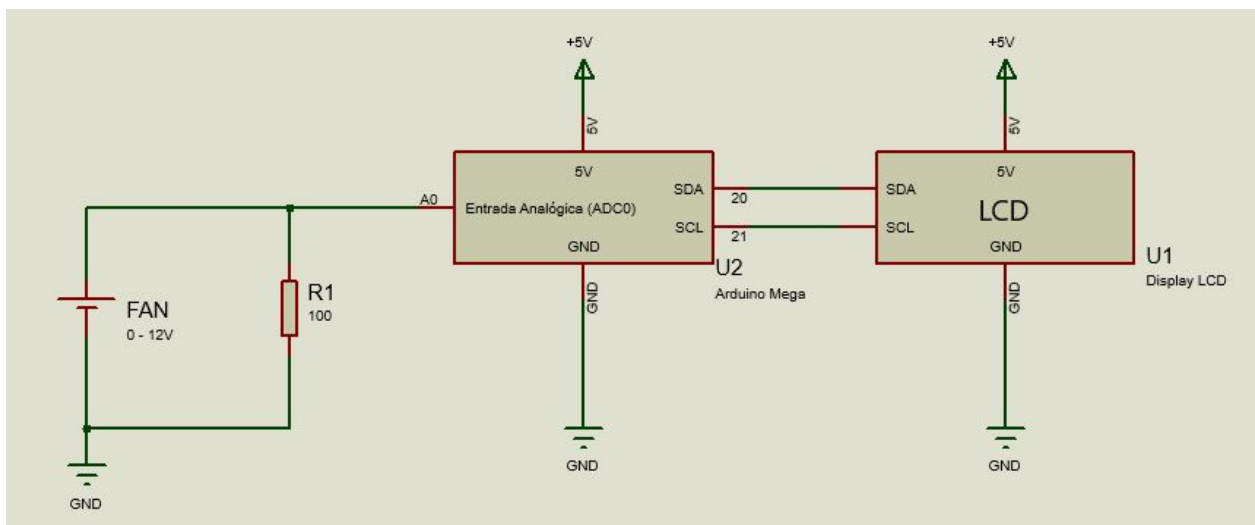 +5V
+5V
5V
5V
5V
5V
A0
Entrada Analógica (ADC0)
SDA
20
SDA
SCL
21
LCD
SCL
GND
GND
U2
Arduino Mega
U1
Display LCD
FAN
0 - 12V
R1
100
GND
GND
GND
GND
GND